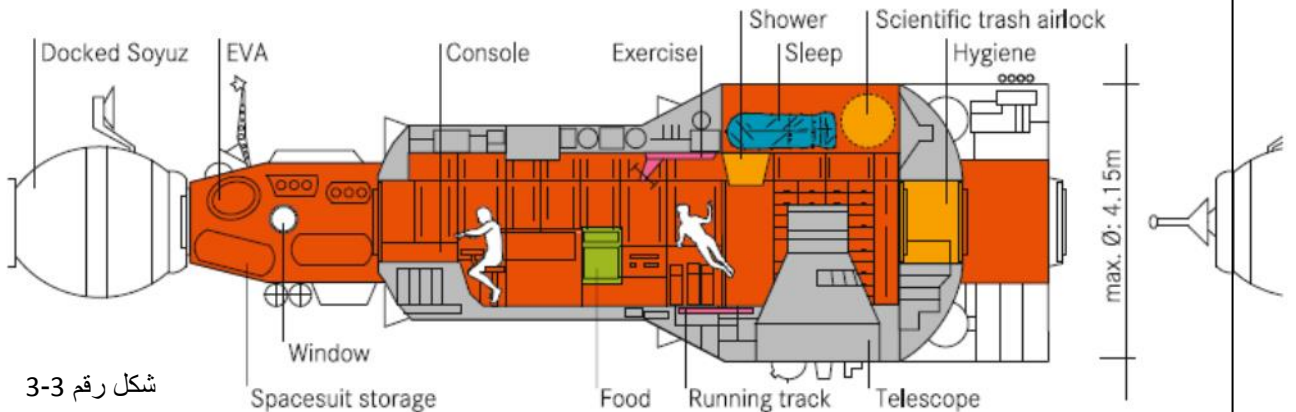 Shower Scientific trash airlock
Docked Soyuz EVA Console Exercise Sleep Hygiene
max. Ø: 4.15m
Window
شكل رقم 3-3
Spacesuit storage Food Running track Telescope